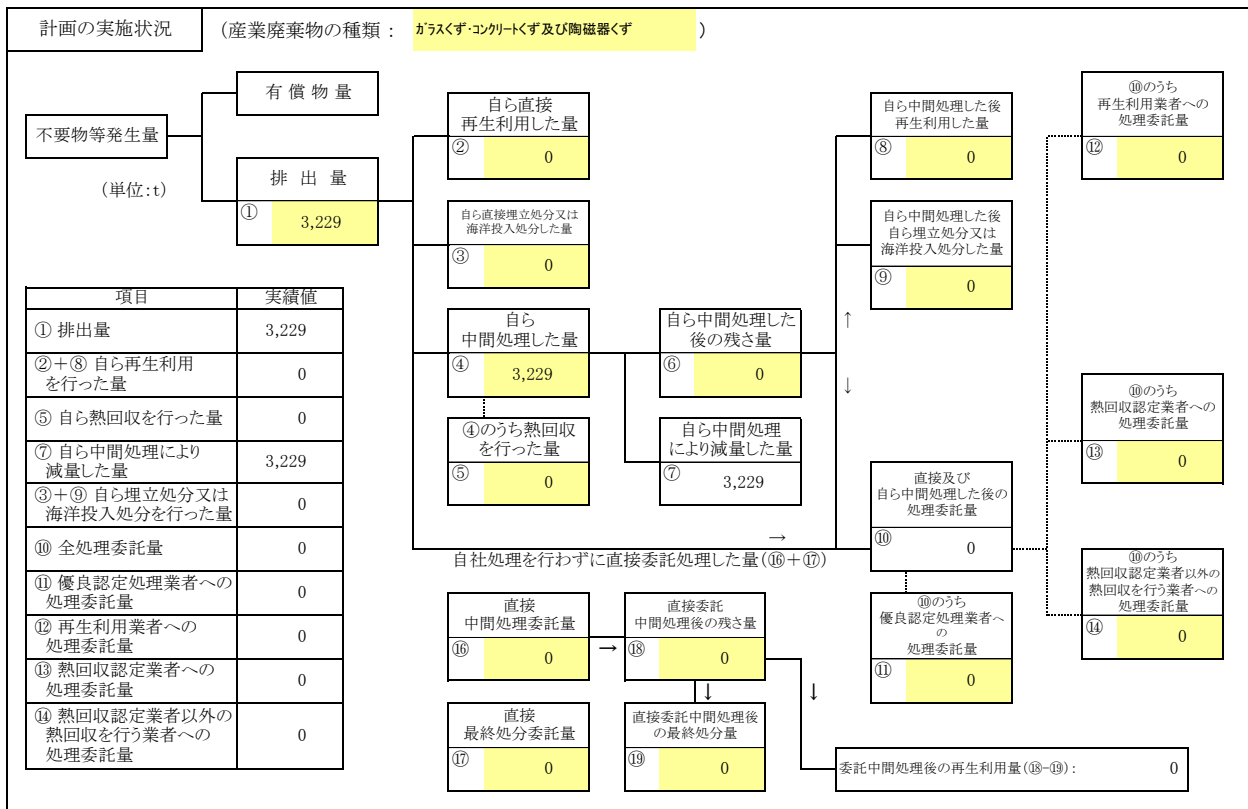 計画の実施状況
(産業廃棄物の種類： ガラスくず･コンクリートくず及び陶磁器くず )
不要物等発生量
(単位:t)
有 償 物 量
排 出 量
① 3,229
自ら直接
再生利用した量
② 0
自ら直接埋立処分又は
海洋投入処分した量
③ 0
自ら
中間処理した量
④ 3,229
④のうち熱回収
を行った量
⑤ 0
自ら中間処理した
後の残さ量
⑥ 0
自ら中間処理
により減量した量
⑦ 3,229
自ら中間処理した後
再生利用した量
⑧ 0
自ら中間処理した後
自ら埋立処分又は
海洋投入処分した量
⑨ 0
↑
↓
直接及び
自ら中間処理した後の
処理委託量
⑩ 0
⑩のうち
再生利用業者への
処理委託量
⑫ 0
⑩のうち
熱回収認定業者への
処理委託量
⑬ 0
⑩のうち
熱回収認定業者以外の
熱回収を行う業者への
処理委託量
⑭ 0
⑩のうち
優良認定処理業者へ
の
処理委託量
⑪ 0
→
自社処理を行わずに直接委託処理した量(⑯＋⑰)
直接
中間処理委託量
⑯ 0
→
直接委託
中間処理後の残さ量
⑱ 0
↓
↓
直接
最終処分委託量
⑰ 0
直接委託中間処理後
の最終処分量
⑲ 0
委託中間処理後の再生利用量(⑱-⑲)： 0
項目 実績値
① 排出量 3,229
②＋⑧ 自ら再生利用
を行った量 0
⑤ 自ら熱回収を行った量 0
⑦ 自ら中間処理により
減量した量 3,229
③＋⑨ 自ら埋立処分又は
海洋投入処分を行った量 0
⑩ 全処理委託量 0
⑪ 優良認定処理業者への
処理委託量 0
⑫ 再生利用業者への
処理委託量 0
⑬ 熱回収認定業者への
処理委託量 0
⑭ 熱回収認定業者以外の
熱回収を行う業者への
処理委託量 0